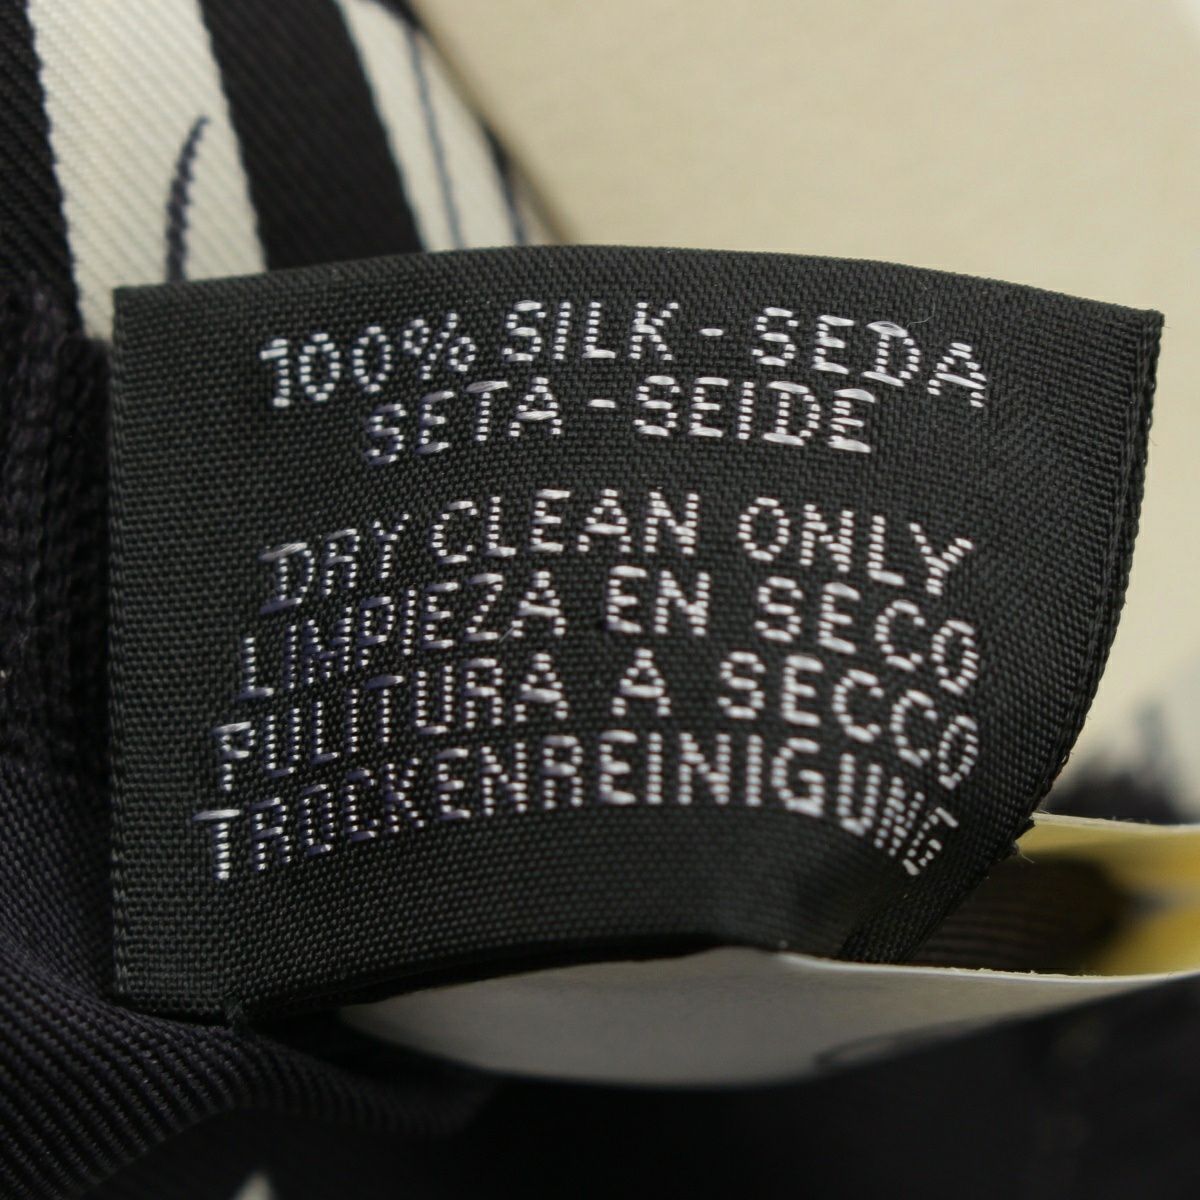 100% SILK - SEDA
SETA - SEIDE
DRY CLEAN ONLY
LIMPIEZA EN SECO
PULITURA A SECCO
TROCKENREINIGUNG